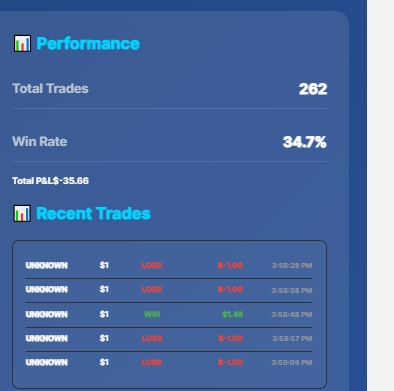 Performance
Total Trades 262
Win Rate 34.7%
Total P&L$-35.66
Recent Trades
UNKNOWN $1 LOSS $-1.00 3:58:28 PM
UNKNOWN $1 LOSS $-1.00 3:58:38 PM
UNKNOWN $1 WIN $1.48 3:58:48 PM
UNKNOWN $1 LOSS $-1.00 3:58:57 PM
UNKNOWN $1 LOSS $-1.00 3:59:09 PM